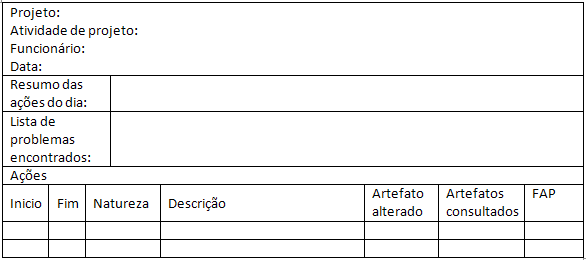 Projeto:
Atividade de projeto:
Funcionário:
Data:
Resumo das
ações do dia:
Lista de
problemas
encontrados:
Ações
Inicio Fim Natureza Descrição Artefato alterado Artefatos consultados FAP